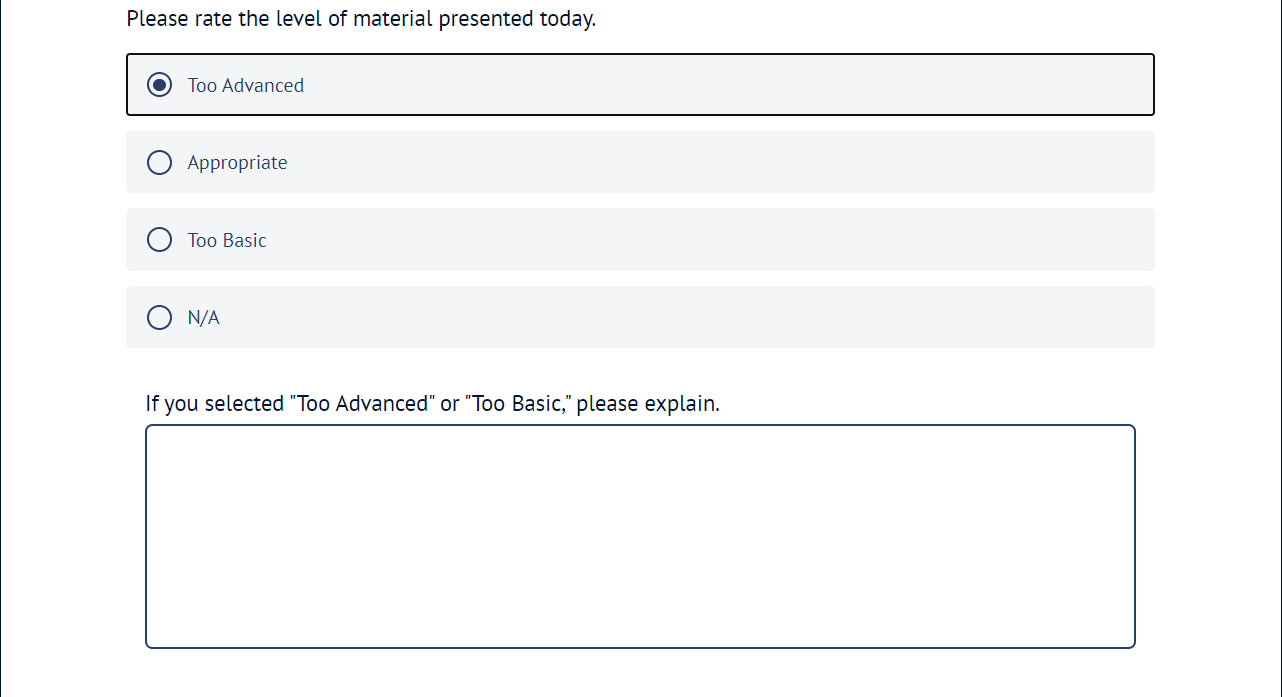 Please rate the level of material presented today.
Too Advanced
Appropriate
Too Basic
N/A
If you selected "Too Advanced" or "Too Basic," please explain.